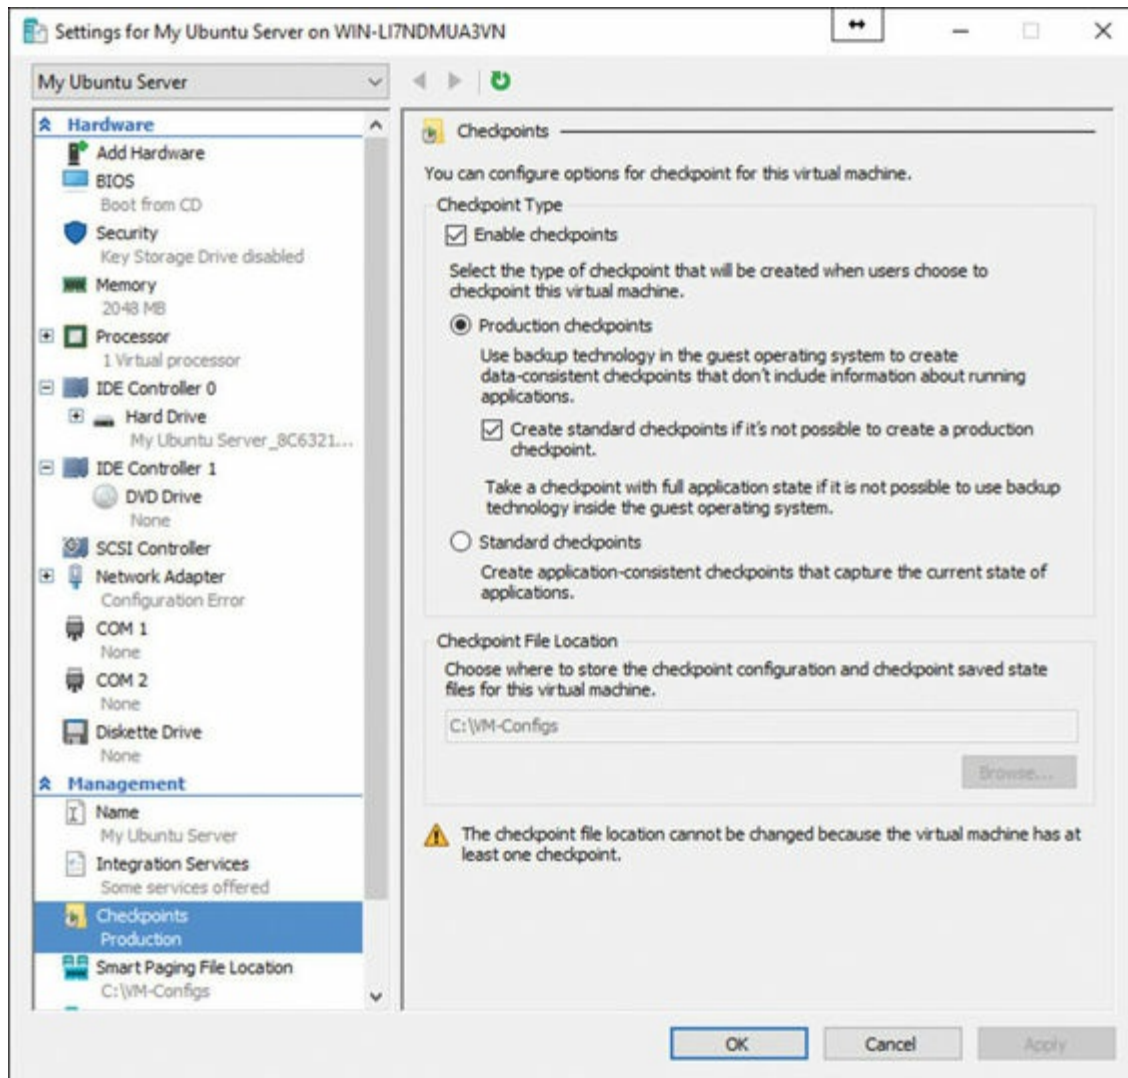 Settings for My Ubuntu Server on WIN-LI7NDMUA3VN
My Ubuntu Server
Hardware
Add Hardware
BIOS
Boot from CD
Security
Key Storage Drive disabled
Memory
2048 MB
Processor
1 Virtual processor
IDE Controller 0
Hard Drive
My Ubuntu Server_8C6321...
IDE Controller 1
DVD Drive
None
SCSI Controller
Network Adapter
Configuration Error
COM 1
None
COM 2
None
Diskette Drive
None
Management
Name
My Ubuntu Server
Integration Services
Some services offered
Checkpoints
Production
Smart Paging File Location
C:\VM-Configs
Checkpoints
You can configure options for checkpoint for this virtual machine.
Checkpoint Type
Enable checkpoints
Select the type of checkpoint that will be created when users choose to
checkpoint this virtual machine.
Production checkpoints
Use backup technology in the guest operating system to create
data-consistent checkpoints that don't include information about running
applications.
Create standard checkpoints if it's not possible to create a production
checkpoint.
Take a checkpoint with full application state if it is not possible to use backup
technology inside the guest operating system.
Standard checkpoints
Create application-consistent checkpoints that capture the current state of
applications.
Checkpoint File Location
Choose where to store the checkpoint configuration and checkpoint saved state
files for this virtual machine.
C:\VM-Configs
Browse...
The checkpoint file location cannot be changed because the virtual machine has at
least one checkpoint.
OK
Cancel
Apply